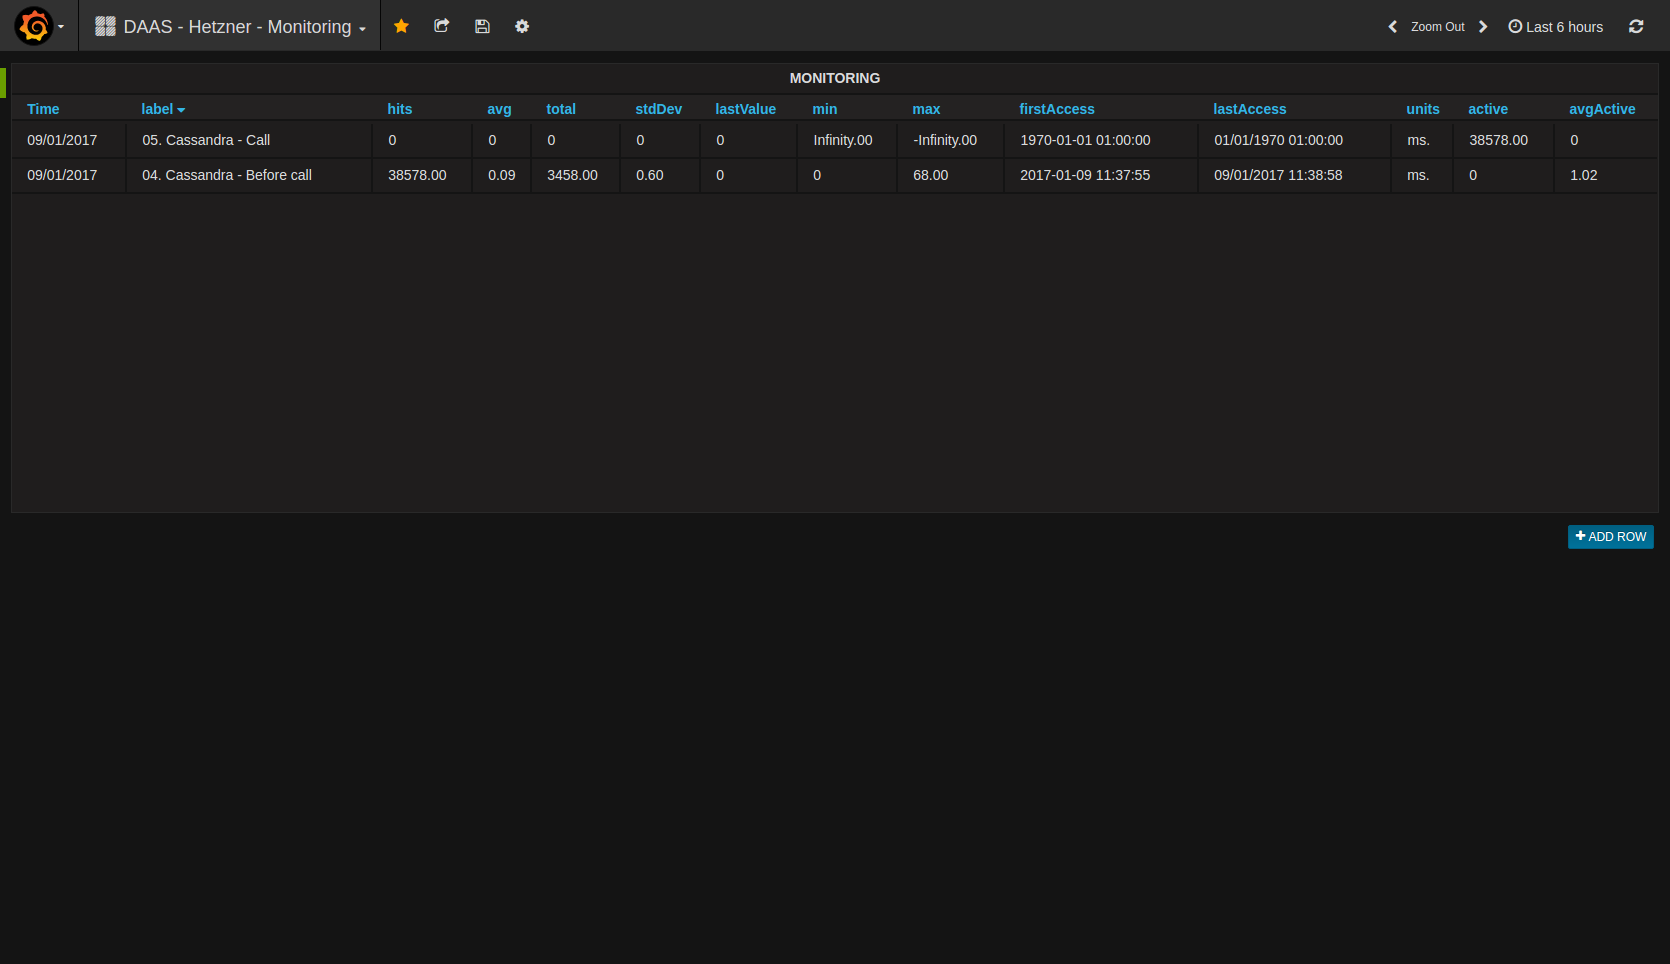 DAAS - Hetzner - Monitoring
Zoom Out
Last 6 hours
MONITORING
Time label hits avg total stdDev lastValue min max firstAccess lastAccess units active avgActive
09/01/2017 05. Cassandra - Call 0 0 0 0 0 Infinity.00 -Infinity.00 1970-01-01 01:00:00 01/01/1970 01:00:00 ms. 38578.00 0
09/01/2017 04. Cassandra - Before call 38578.00 0.09 3458.00 0.60 0 0 68.00 2017-01-09 11:37:55 09/01/2017 11:38:58 ms. 0 1.02
ADD ROW